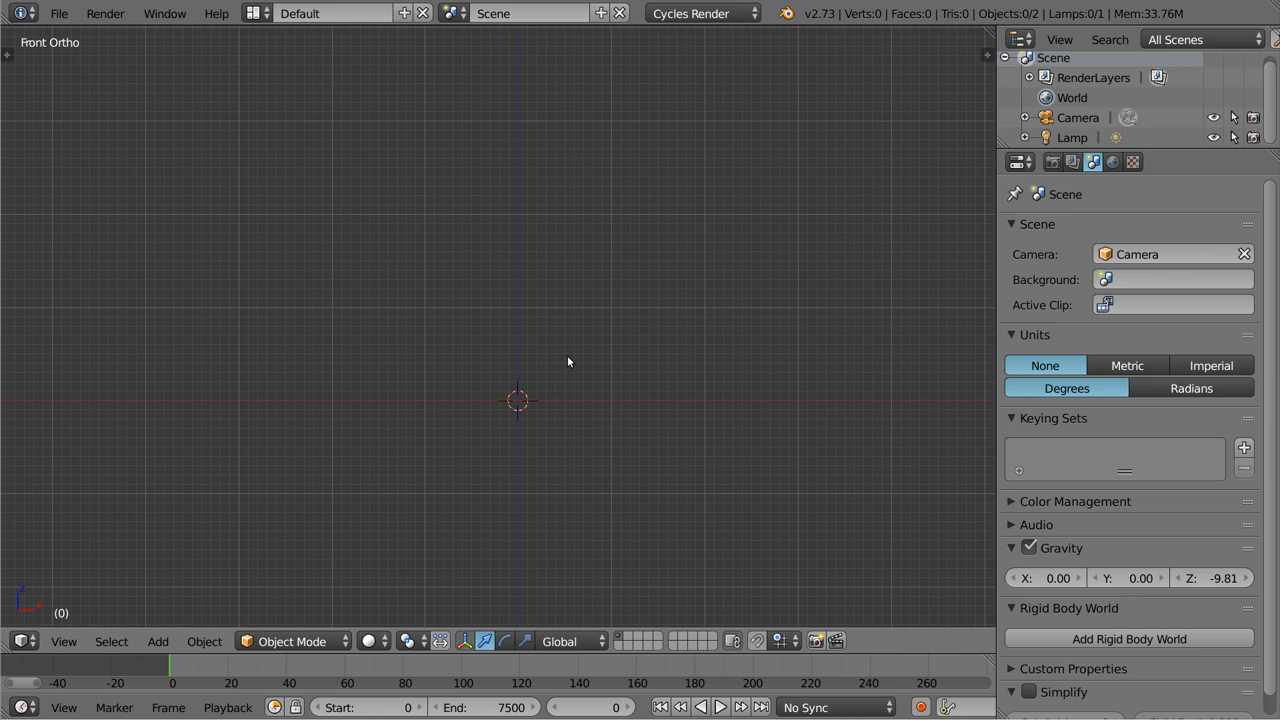 File Render Window Help Default Scene Cycles Render v2.73 | Verts:0 | Faces:0 | Tris:0 | Objects:0/2 | Lamps:0/1 | Mem:33.76M
Front Ortho
View Search All Scenes
Scene
RenderLayers
World
Camera
Lamp
Scene
Scene
Camera: Camera
Background:
Active Clip:
Units
None Metric Imperial
Degrees Radians
Keying Sets
Color Management
Audio
Gravity
X: 0.00 Y: 0.00 Z: -9.81
Rigid Body World
Add Rigid Body World
Custom Properties
Simplify
z
x
(0)
View Select Add Object Object Mode Global
-40 -20 0 20 40 60 80 100 120 140 160 180 200 220 240 260
View Marker Frame Playback Start: 0 End: 7500 0 No Sync